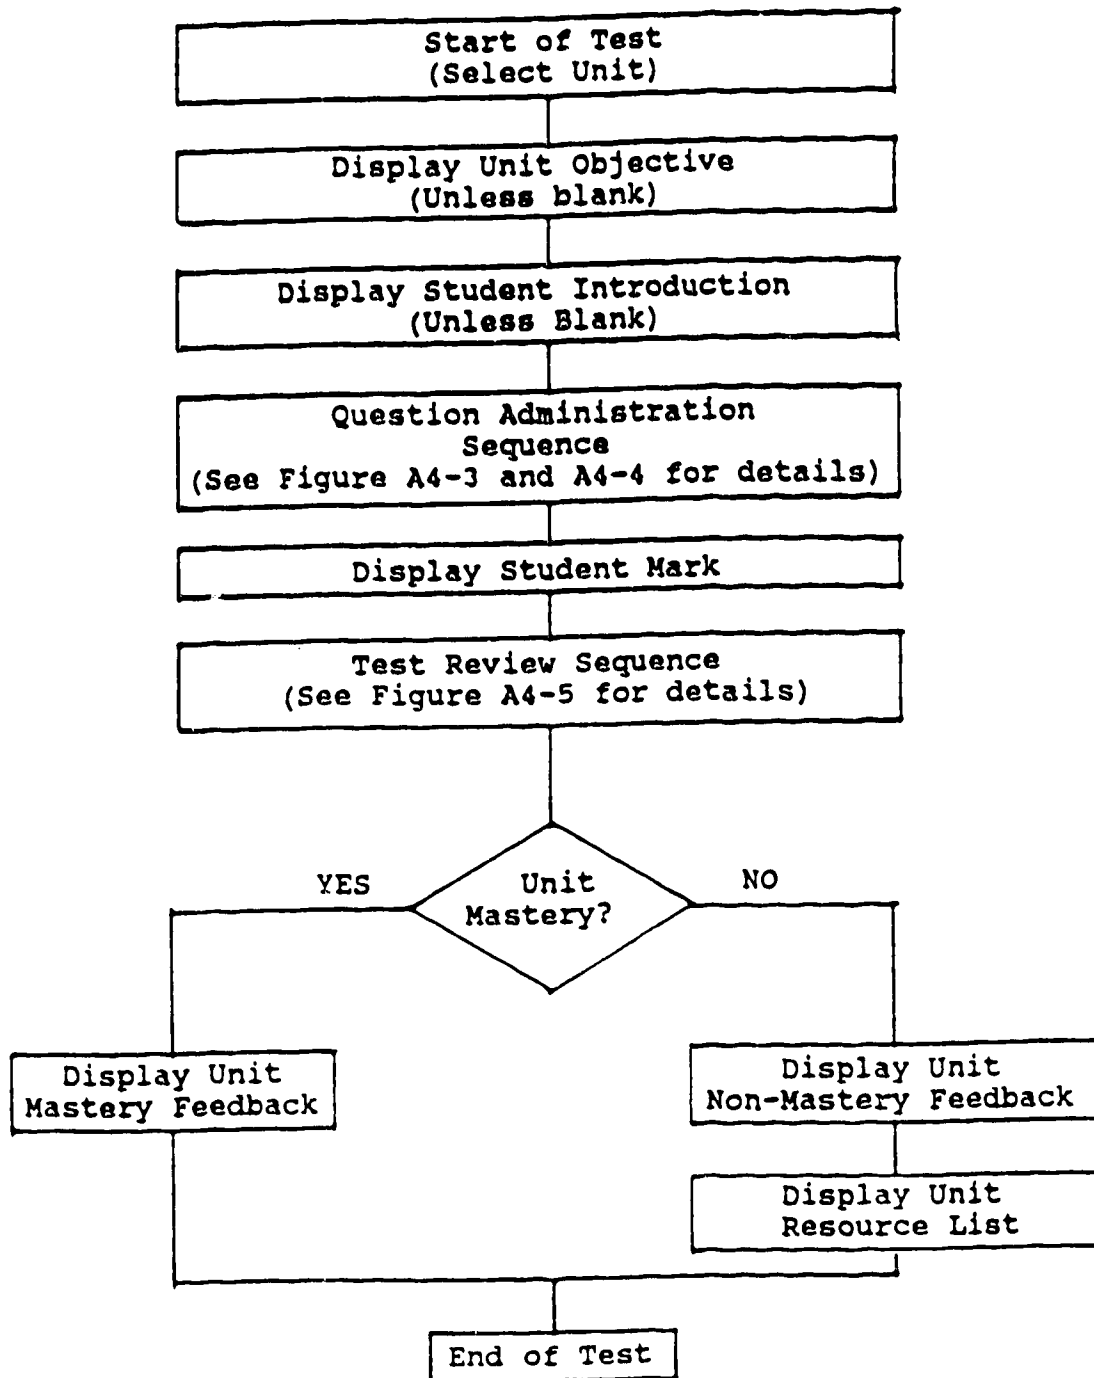 Start of Test
(Select Unit)
Display Unit Objective
(Unless blank)
Display Student Introduction
(Unless Blank)
Question Administration
Sequence
(See Figure A4-3 and A4-4 for details)
Display Student Mark
Test Review Sequence
(See Figure A4-5 for details)
YES
Unit
Mastery?
NO
Display Unit
Mastery Feedback
Display Unit
Non-Mastery Feedback
Display Unit
Resource List
End of Test